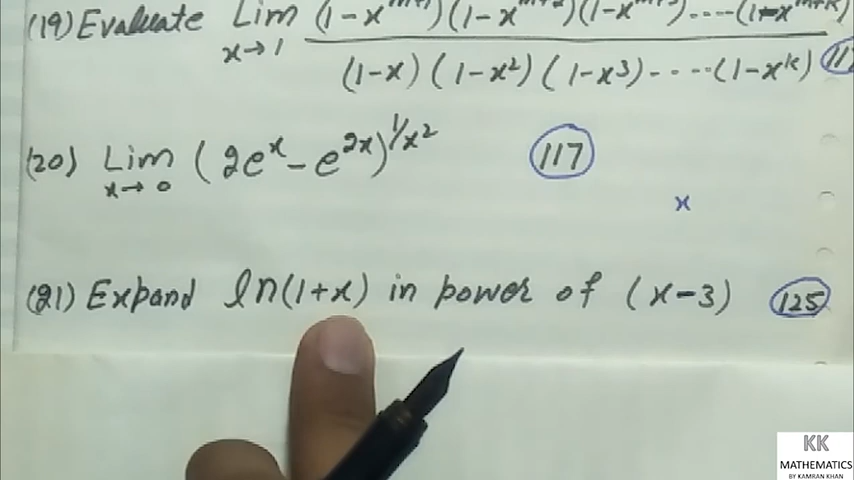 (19) Evaluate Lim x→1 (1-x^m+1)(1-x^m+2)(1-x^m+3).....(1-x^m+k)
(1-x)(1-x²)(1-x³)-....(1-x^k) 117
(20) Lim x→0 (2e^x - e^2x)^1/x² 117
x
(21) Expand ln(1+x) in power of (x-3) 125
KK
MATHEMATICS
BY KAMRAN KHAN